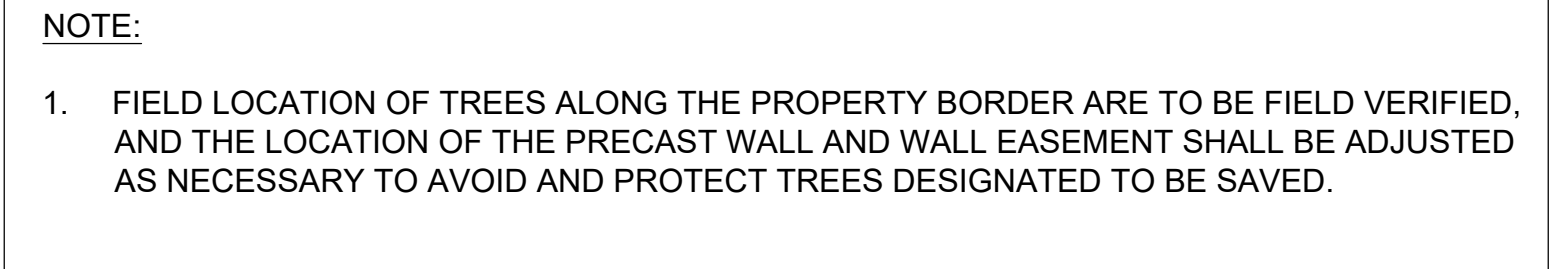 NOTE:
1. FIELD LOCATION OF TREES ALONG THE PROPERTY BORDER ARE TO BE FIELD VERIFIED,
AND THE LOCATION OF THE PRECAST WALL AND WALL EASEMENT SHALL BE ADJUSTED
AS NECESSARY TO AVOID AND PROTECT TREES DESIGNATED TO BE SAVED.